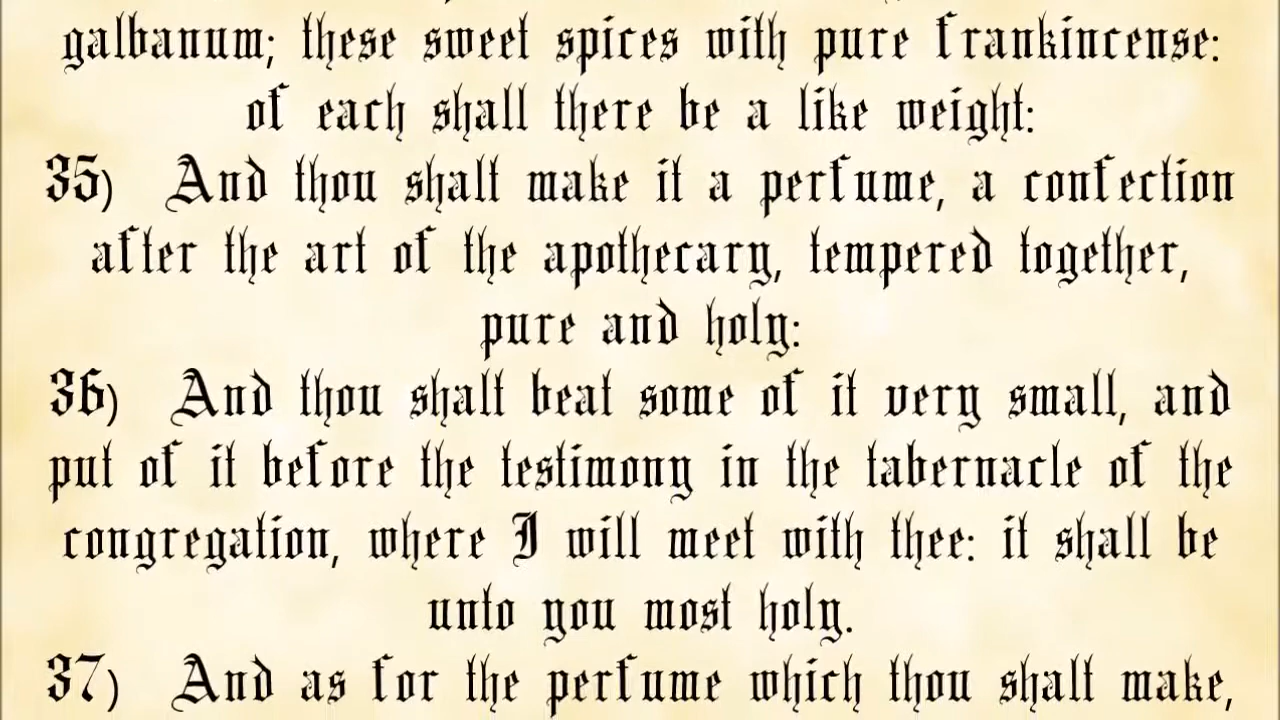 galbanum; these sweet spices with pure frankincense:
of each shall there be a like weight:
35) And thou shalt make it a perfume, a confection
after the art of the apothecary, tempered together,
pure and holy:
36) And thou shalt beat some of it very small, and
put of it before the testimony in the tabernacle of the
congregation, where I will meet with thee: it shall be
unto you most holy.
37) And as for the perfume which thou shalt make,